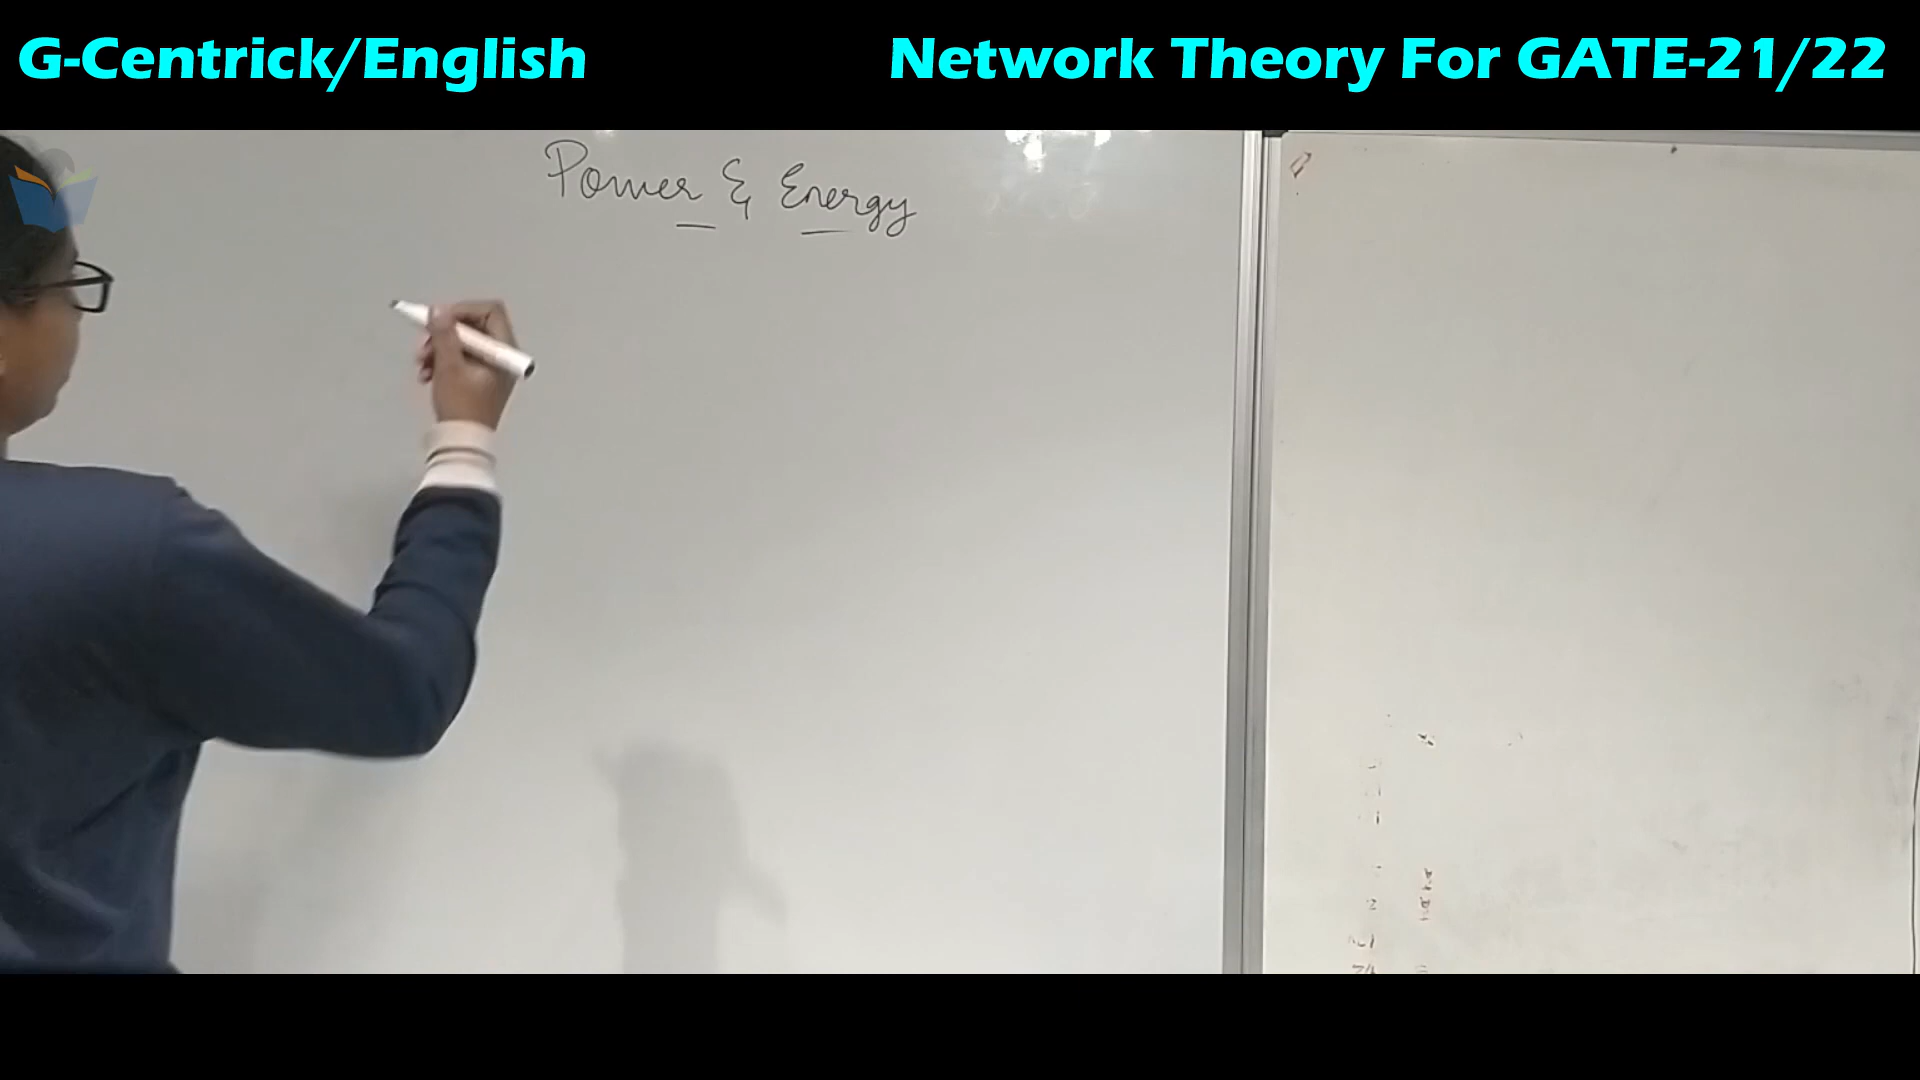 G-Centrick/English
Network Theory For GATE-21/22
Power & Energy